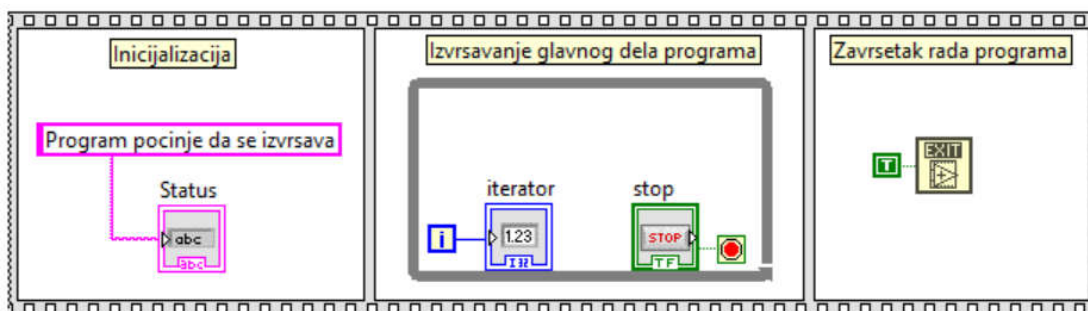 Inicijalizacija
Program pocinje da se izvrsava
Status
abc
abc
Izvrsavanje glavnog dela programa
iterator
i
1.23
I32
stop
STOP
TF
Zavrsetak rada programa
T
EXIT